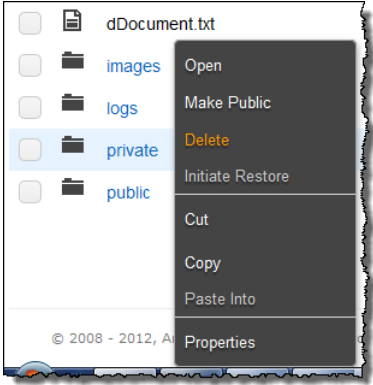 dDocument.txt
images
Open
logs
Make Public
private
Delete
Initiate Restore
public
Cut
Copy
Paste Into
© 2008 - 2012,
Properties